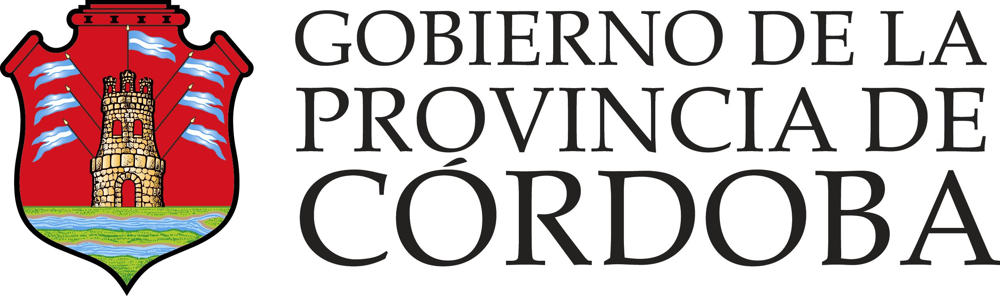 GOBIERNO DE LA
PROVINCIA DE
CÓRDOBA